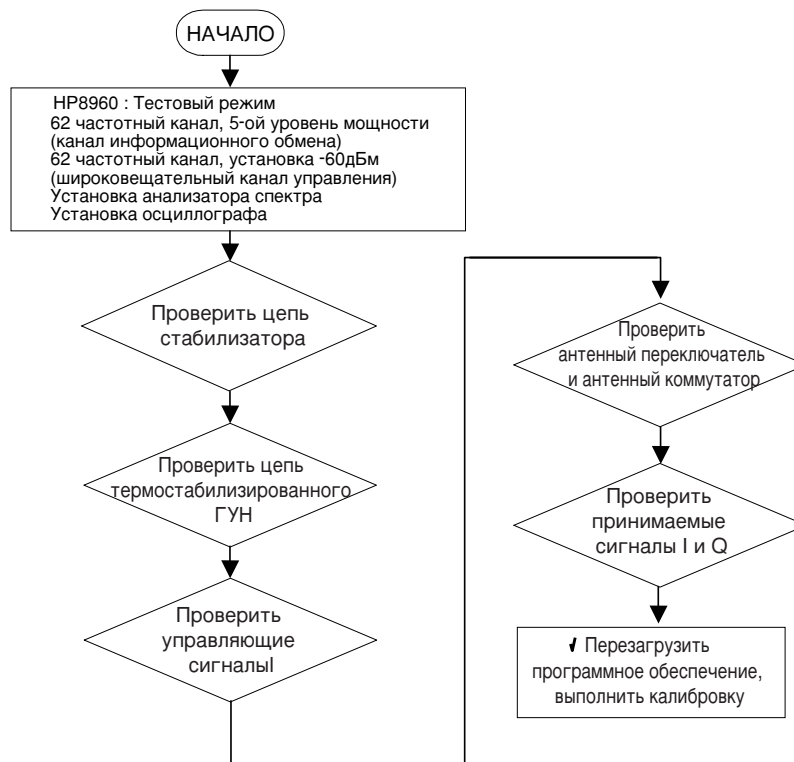 НАЧАЛО
HP8960 : Тестовый режим
62 частотный канал, 5-ой уровень мощности
(канал информационного обмена)
62 частотный канал, установка -60дБм
(широковещательный канал управления)
Установка анализатора спектра
Установка осциллографа
Проверить цепь
стабилизатора
Проверить цепь
термостабилизированного
ГУН
Проверить
управляющие
сигналыl
Проверить
антенный переключатель
и антенный коммутатор
Проверить
принимаемые
сигналы I и Q
√ Перезагрузить
программное обеспечение,
выполнить калибровку